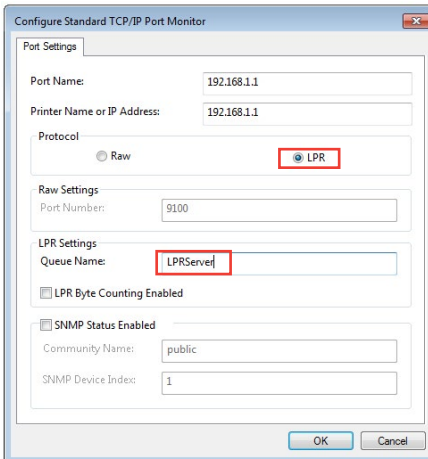 Configure Standard TCP/IP Port Monitor
Port Settings
Port Name: 192.168.1.1
Printer Name or IP Address: 192.168.1.1
Protocol
Raw LPR
Raw Settings
Port Number: 9100
LPR Settings
Queue Name: LPRServer
LPR Byte Counting Enabled
SNMP Status Enabled
Community Name: public
SNMP Device Index: 1
OK Cancel